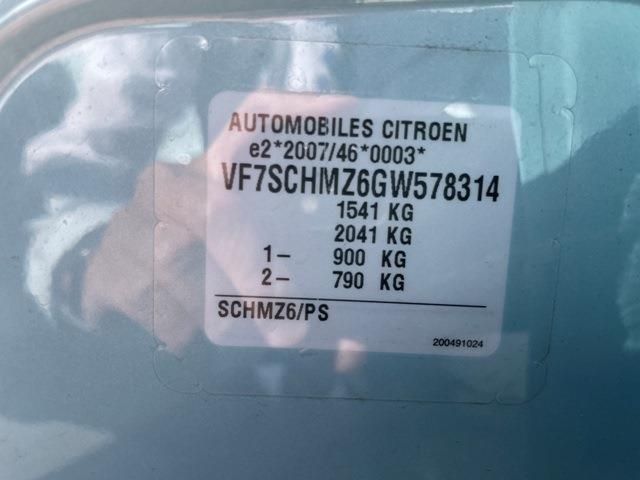 AUTOMOBILES CITROEN
e2*2007/46*0003*
VF7SCHMZ6GW578314
1541 KG
2041 KG
1- 900 KG
2- 790 KG
SCHMZ6/PS
200491024